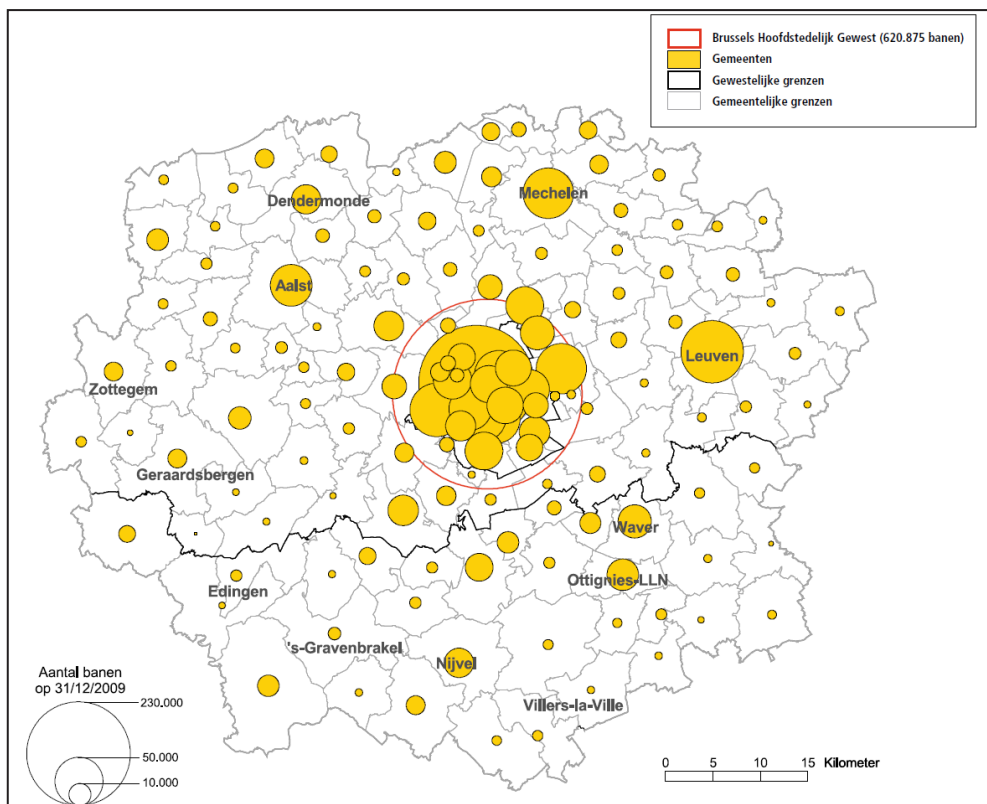 Brussels Hoofdstedelijk Gewest (620.875 banen)
Gemeenten
Gewestelijke grenzen
Gemeentelijke grenzen
Mechelen
Dendermonde
Aalst
Leuven
Zottegem
Geraardsbergen
Waver
Ottignies-LLN
Edingen
's-Gravenbrakel
Nijvel
Villers-la-Ville
Aantal banen
op 31/12/2009
230.000
50.000
10.000
0 5 10 15 Kilometer